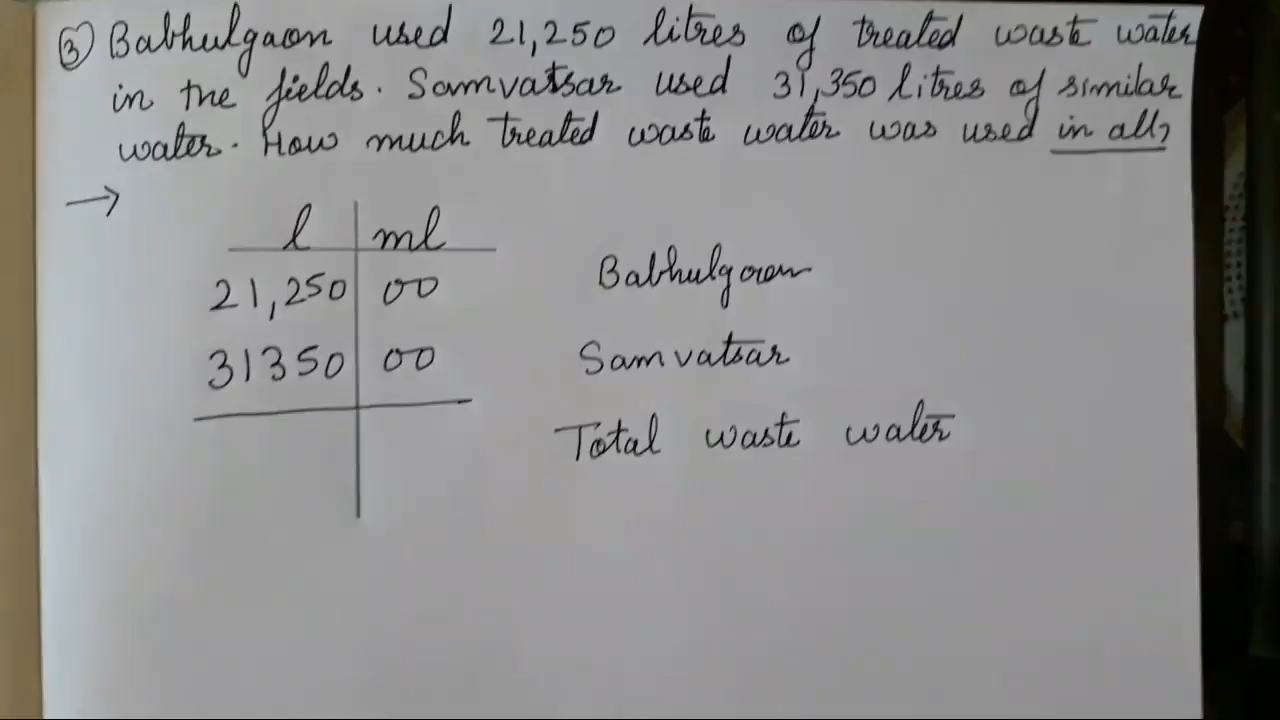 ③ Babhulgaon used 21,250 litres of treated waste water
in the fields. Samvatsar used 31,350 litres of similar
water. How much treated waste water was used in all?
→
l ml
21,250 00 Babhulgaon
31350 00 Samvatsar
Total waste water